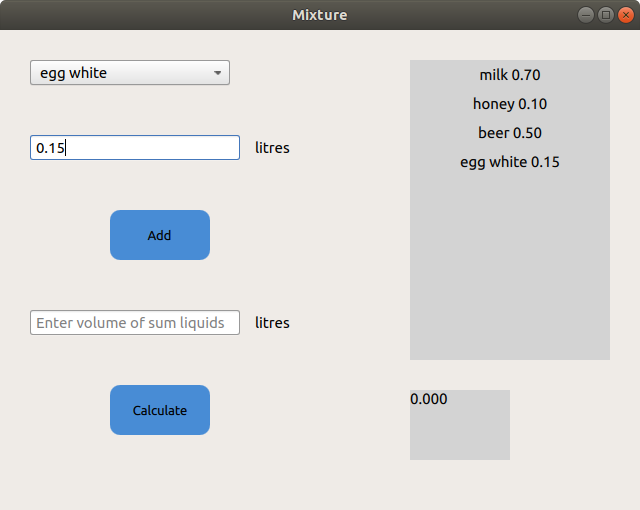 Mixture
egg white
0.15 litres
Add
Enter volume of sum liquids litres
Calculate
milk 0.70
honey 0.10
beer 0.50
egg white 0.15
0.000